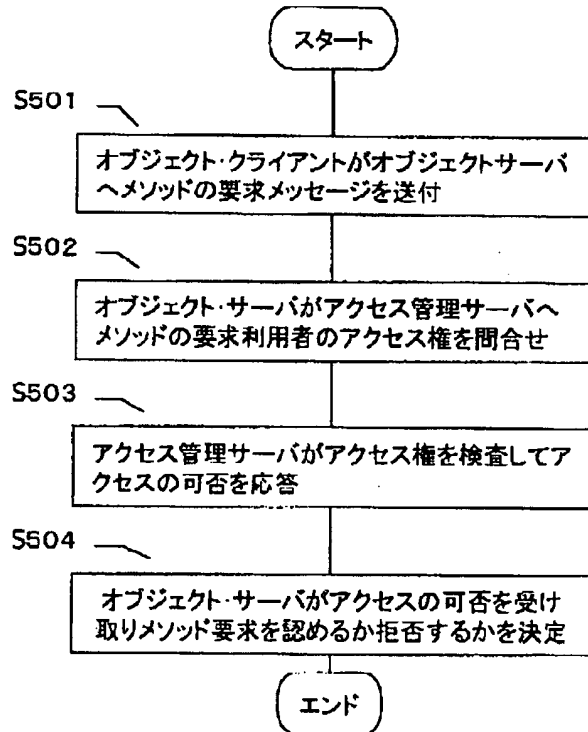 スタート
S501
オブジェクト・クライアントがオブジェクトサーバ
へメソッドの要求メッセージを送付
S502
オブジェクト・サーバがアクセス管理サーバへ
メソッドの要求利用者のアクセス権を問合せ
S503
アクセス管理サーバがアクセス権を検査してア
クセスの可否を応答
S504
オブジェクト・サーバがアクセスの可否を受け
取りメソッド要求を認めるか拒否するかを決定
エンド